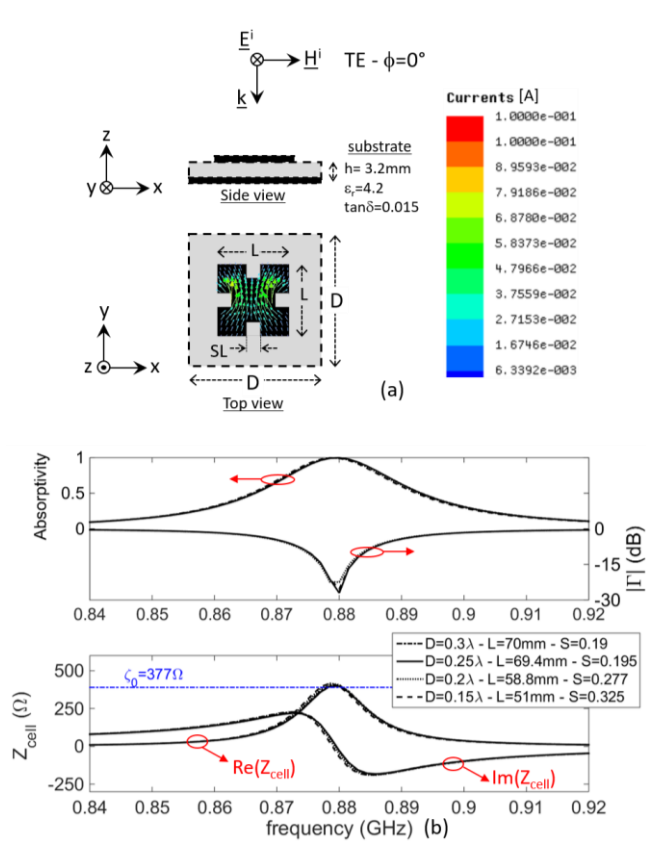 E^i
H^i TE - ϕ=0°
k
Currents [A]
1.0000e-001
1.0000e-001
8.9593e-002
7.9186e-002
6.8780e-002
5.8373e-002
4.7966e-002
3.7559e-002
2.7153e-002
1.6746e-002
6.3392e-003
z
y x
substrate
h= 3.2mm
εr=4.2
tanδ=0.015
Side view
L
L
D
SL
D
Top view
y
z x
(a)
Absorptivity
1
0.5
0
0
-15
-30
|Γ| (dB)
0.84 0.85 0.86 0.87 0.88 0.89 0.9 0.91 0.92
D=0.3λ - L=70mm - S=0.19
D=0.25λ - L=69.4mm - S=0.195
D=0.2λ - L=58.8mm - S=0.277
D=0.15λ - L=51mm - S=0.325
Z_cell (Ω)
500
250
0
-250
ζ0=377Ω
Re(Z_cell)
Im(Z_cell)
0.84 0.85 0.86 0.87 0.88 0.89 0.9 0.91 0.92
frequency (GHz) (b)